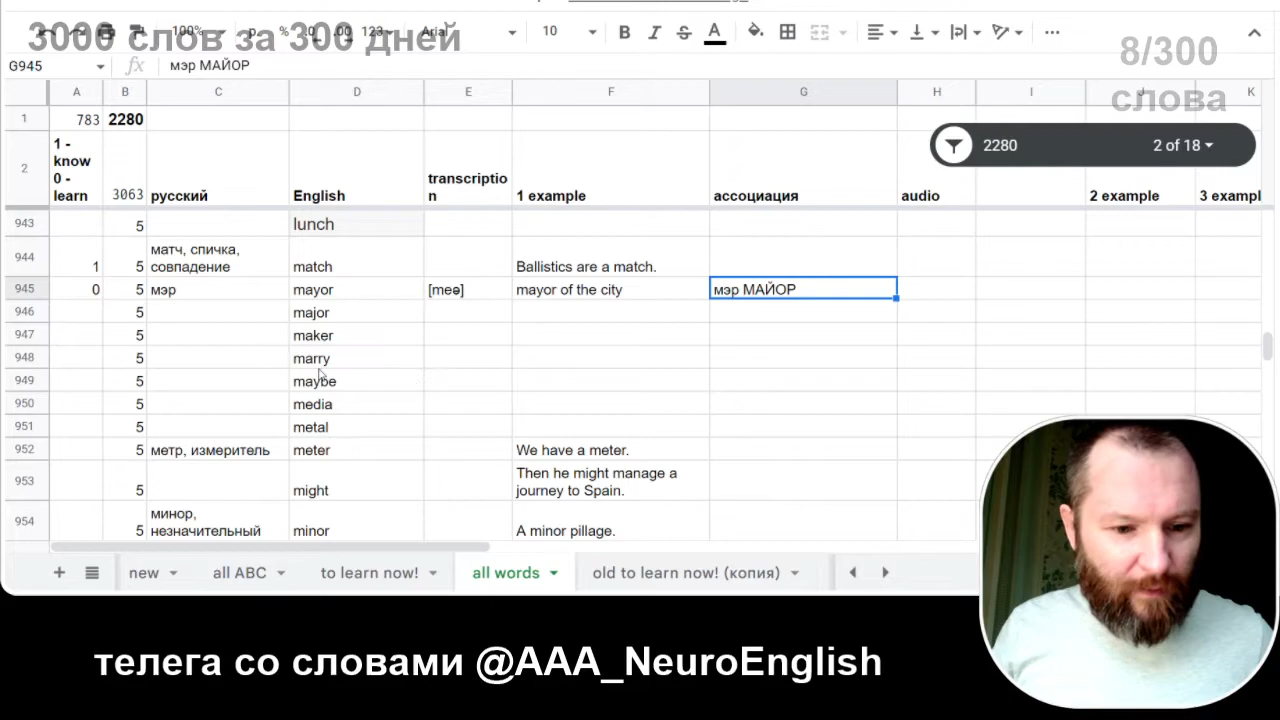 3000 слов за 300 дней
100%
р.
%
.0
.00
123
Arial
10
B
I
S
A
8/300
слова
G945
fx
мэр МАЙОР
A B C D E F G H I J K
1 783 2280
2280
2 of 18
2
1 -
know
0 -
learn
3063
русский
English
transcriptio
n
1 example
ассоциация
audio
2 example
3 exampl
943 5 lunch
944 1 5
матч, спичка,
совпадение
match
Ballistics are a match.
945 0 5 мэр mayor [meə] mayor of the city мэр МАЙОР
946 5 major
947 5 maker
948 5 marry
949 5 maybe
950 5 media
951 5 metal
952 5 метр, измеритель meter We have a meter.
953 5 might
Then he might manage a
journey to Spain.
954 5
минор,
незначительный
minor
A minor pillage.
+ new all ABC to learn now! all words old to learn now! (копия)
телега со словами @AAA_NeuroEnglish